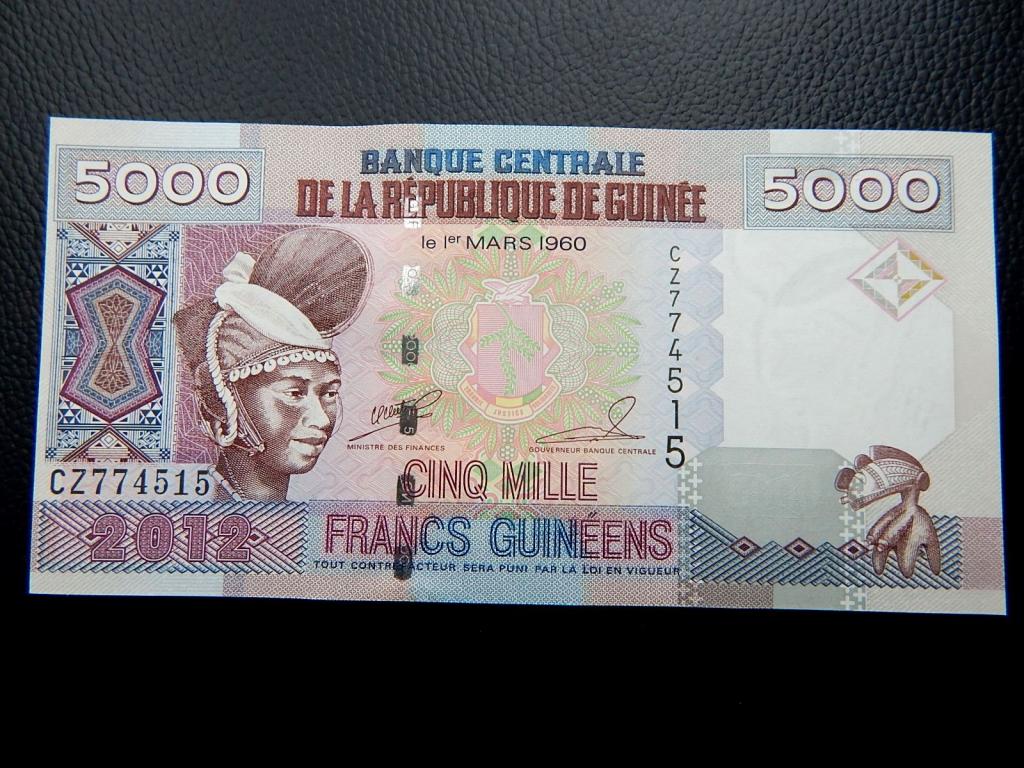 5000
BANQUE CENTRALE
DE LA RÉPUBLIQUE DE GUINÉE
5000
le 1er MARS 1960
CZ774515
JUSTICE
MINISTRE DES FINANCES
GOUVERNEUR BANQUE CENTRALE
CINQ MILLE
CZ774515
2012
FRANCS GUINÉENS
TOUT CONTREFACTEUR SERA PUNI PAR LA LOI EN VIGUEUR